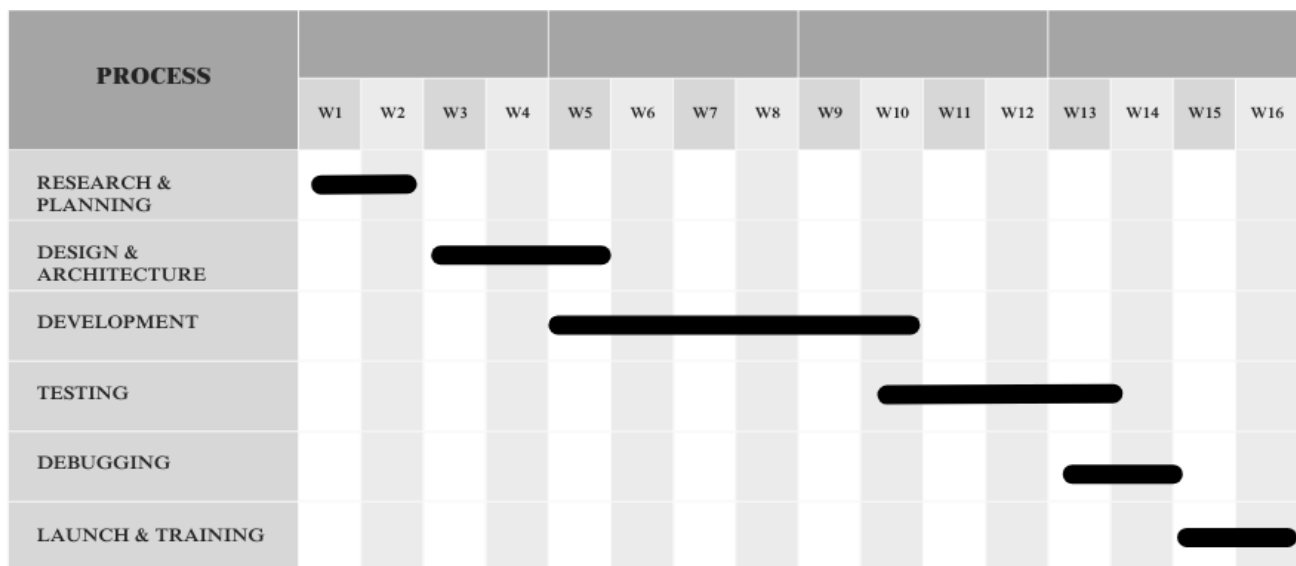 PROCESS
W1 W2 W3 W4 W5 W6 W7 W8 W9 W10 W11 W12 W13 W14 W15 W16
RESEARCH &
PLANNING
DESIGN &
ARCHITECTURE
DEVELOPMENT
TESTING
DEBUGGING
LAUNCH & TRAINING